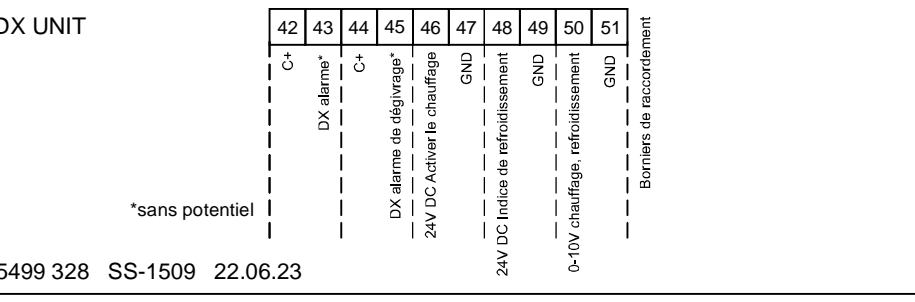 DX UNIT
42 43 44 45 46 47 48 49 50 51
C+
DX alarme*
C+
DX alarme de dégivrage*
24V DC Activer le chauffage
GND
24V DC Indice de refroidissement
GND
0-10V chauffage, refroidissement
GND
Borniers de raccordement
*sans potentiel
5499 328 SS-1509 22.06.23